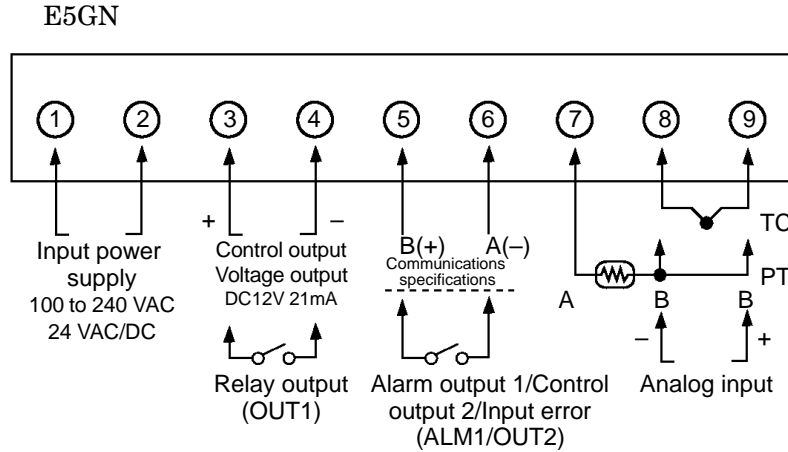 E5GN
1 2 3 4 5 6 7 8 9
+ –
Input power
supply
100 to 240 VAC
24 VAC/DC
Control output
Voltage output
DC12V 21mA
Relay output
(OUT1)
B(+) A(–)
Communications
specifications
Alarm output 1/Control
output 2/Input error
(ALM1/OUT2)
TC
PT
A B B
– +
Analog input